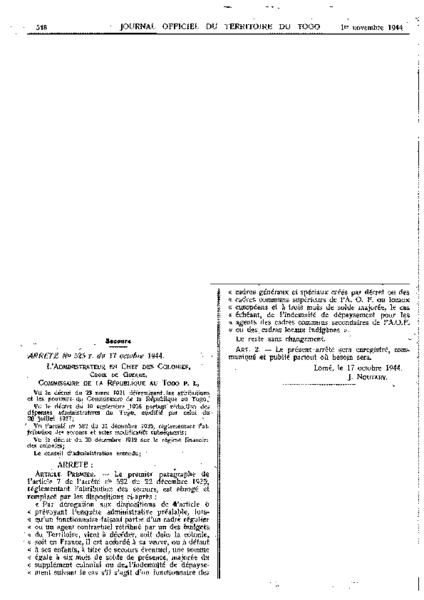 548 JOURNAL OFFICIEL DU TERRITOIRE DU TOGO 1er novembre 1944
Secours
ARRETE No 525 F. du 17 octobre 1944.
L'ADMINISTRATEUR EN CHEF DES COLONIES,
CROIX DE GUERRE,
COMMISSAIRE DE LA RÉPUBLIQUE AU TOGO P. I.,
Vu le décret du 23 mars 1921 déterminant les attributions
et les pouvoirs du Commissaire de la République au Togo;
Vu le décret du 19 septembre 1936 portant réduction des
dépenses administratives du Togo, modifié par celui du
20 juillet 1937;
Vu l'arrêté no 582 du 22 décembre 1925, réglementant l'at-
tribution des secours et actes modificatifs subséquents;
Vu le décret du 30 décembre 1912 sur le régime financier
des colonies;
Le conseil d'administration entendu;
ARRETE :
ARTICLE PREMIER. — Le premier paragraphe de
l'article 7 de l'arrêté no 582 du 22 décembre 1925,
réglementant l'attribution des secours, est abrogé et
remplacé par les dispositions ci-après :
« Par dérogation aux dispositions de l'article 6
« prévoyant l'enquête administrative préalable, lors-
« qu'un fonctionnaire faisant partie d'un cadre régulier
« ou un agent contractuel rétribué par un des budgets
« du Territoire, vient à décéder, soit dans la colonie,
« soit en France, il est accordé à sa veuve, ou à défaut
« à ses enfants, à titre de secours éventuel, une somme
« égale à six mois de solde de présence, majorée du
« supplément colonial ou de l'indemnité de dépayse-
« ment suivant le cas s'il s'agit d'un fonctionnaire des
« cadres généraux et spéciaux créés par décret ou des
« cadres communs supérieurs de l'A. O. F. ou locaux
« européens et à trois mois de solde majorée, le cas
« échéant, de l'indemnité de dépaysement pour les
« agents des cadres communs secondaires de l'A.O.F.
« ou des cadres locaux indigènes ».
Le reste sans changement.
ART. 2. — Le présent arrêté sera enregistré, com-
muniqué et publié partout où besoin sera.
Lomé, le 17 octobre 1944.
J. NOUTARY.